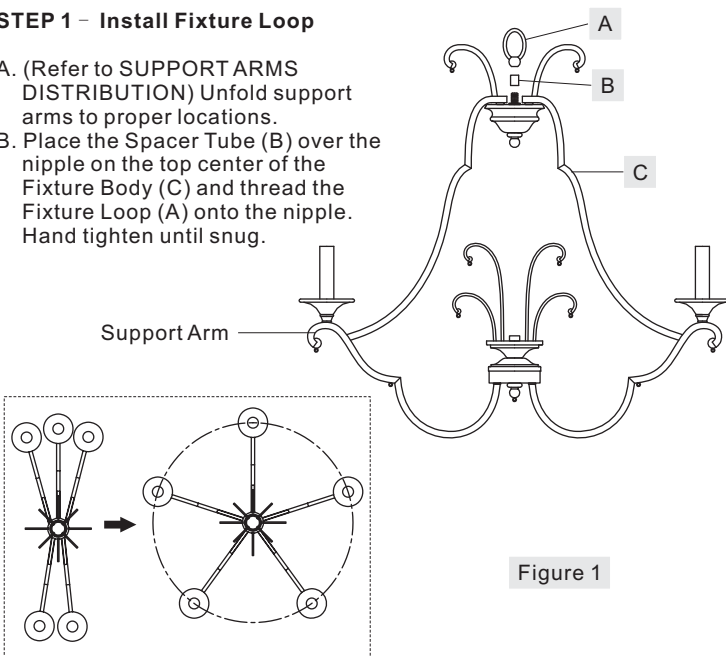 STEP 1 – Install Fixture Loop
A. (Refer to SUPPORT ARMS
DISTRIBUTION) Unfold support
arms to proper locations.
B. Place the Spacer Tube (B) over the
nipple on the top center of the
Fixture Body (C) and thread the
Fixture Loop (A) onto the nipple.
Hand tighten until snug.
A
B
C
Support Arm
Figure 1